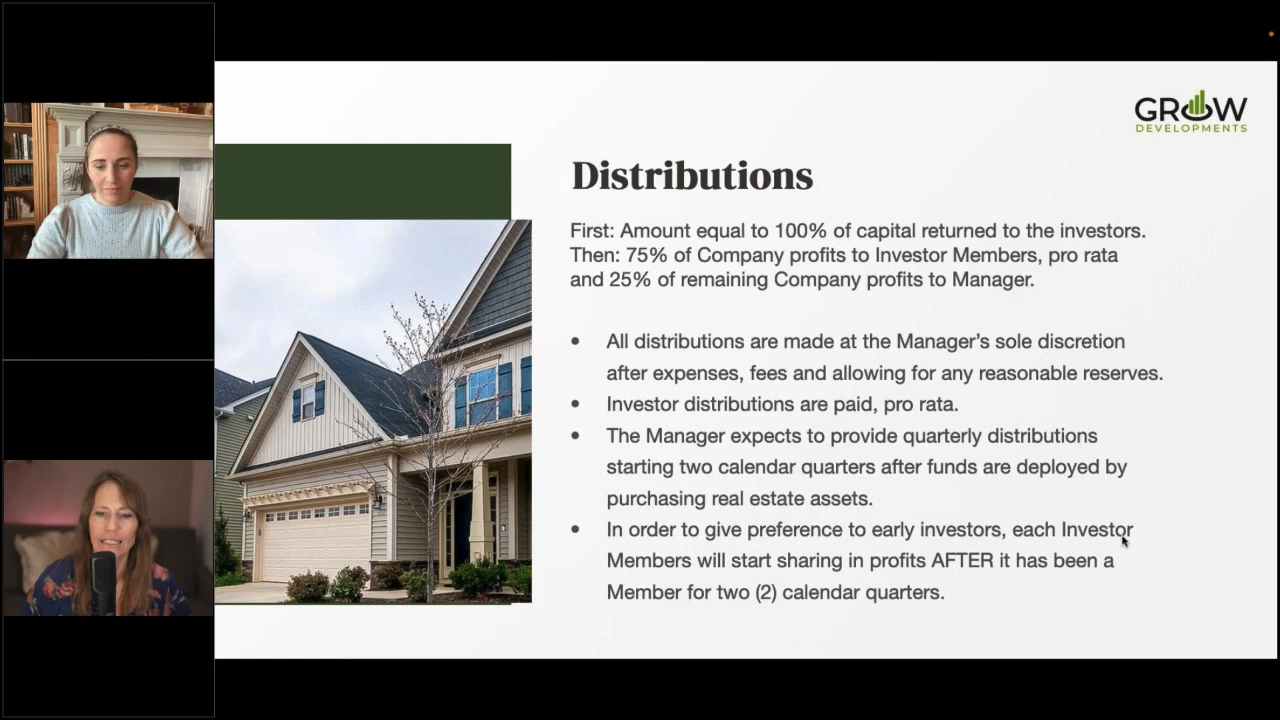 GROW
DEVELOPMENTS
Distributions
First: Amount equal to 100% of capital returned to the investors.
Then: 75% of Company profits to Investor Members, pro rata
and 25% of remaining Company profits to Manager.
• All distributions are made at the Manager’s sole discretion
after expenses, fees and allowing for any reasonable reserves.
• Investor distributions are paid, pro rata.
• The Manager expects to provide quarterly distributions
starting two calendar quarters after funds are deployed by
purchasing real estate assets.
• In order to give preference to early investors, each Investor
Members will start sharing in profits AFTER it has been a
Member for two (2) calendar quarters.